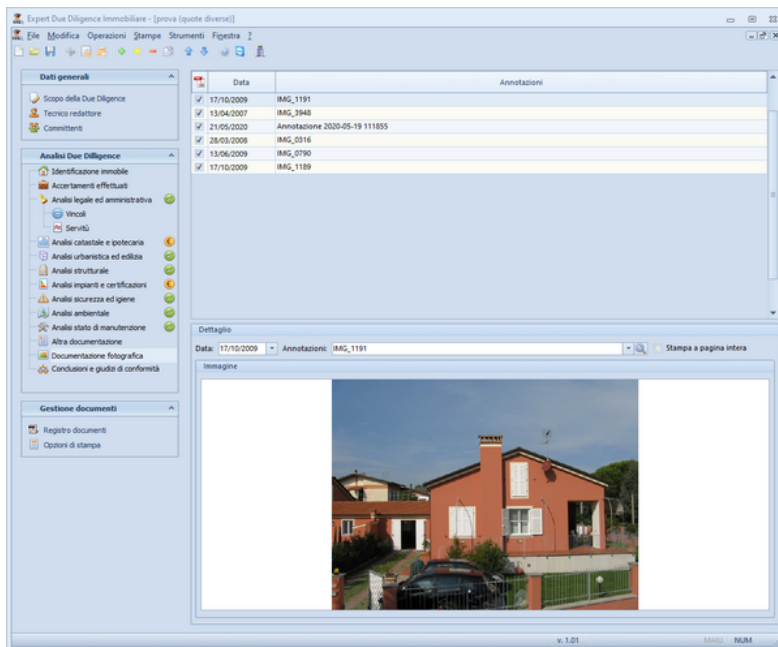 Expert Due Diligence Immobiliare - [prova (quote diverse)]
File Modifica Operazioni Stampe Strumenti Finestra ?
Dati generali
Scopo della Due Diligence
Tecnico redattore
Committenti
Analisi Due Dilligence
Identificazione immobile
Accertamenti effettuati
Analisi legale ed amministrativa
Vincoli
Servitù
Analisi catastale e ipotecaria
Analisi urbanistica ed edilizia
Analisi strutturale
Analisi impianti e certificazioni
Analisi sicurezza ed igiene
Analisi ambientale
Analisi stato di manutenzione
Altra documentazione
Documentazione fotografica
Conclusioni e giudizi di conformità
Gestione documenti
Registro documenti
Opzioni di stampa
Data Annotazioni
17/10/2009 IMG_1191
13/04/2007 IMG_3948
21/05/2020 Annotazione 2020-05-19 111855
28/03/2008 IMG_0316
13/06/2009 IMG_0790
17/10/2009 IMG_1189
Dettaglio
Data: 17/10/2009 Annotazioni: IMG_1191 Stampa a pagina intera
Immagine
v. 1.01 MAIU NUM